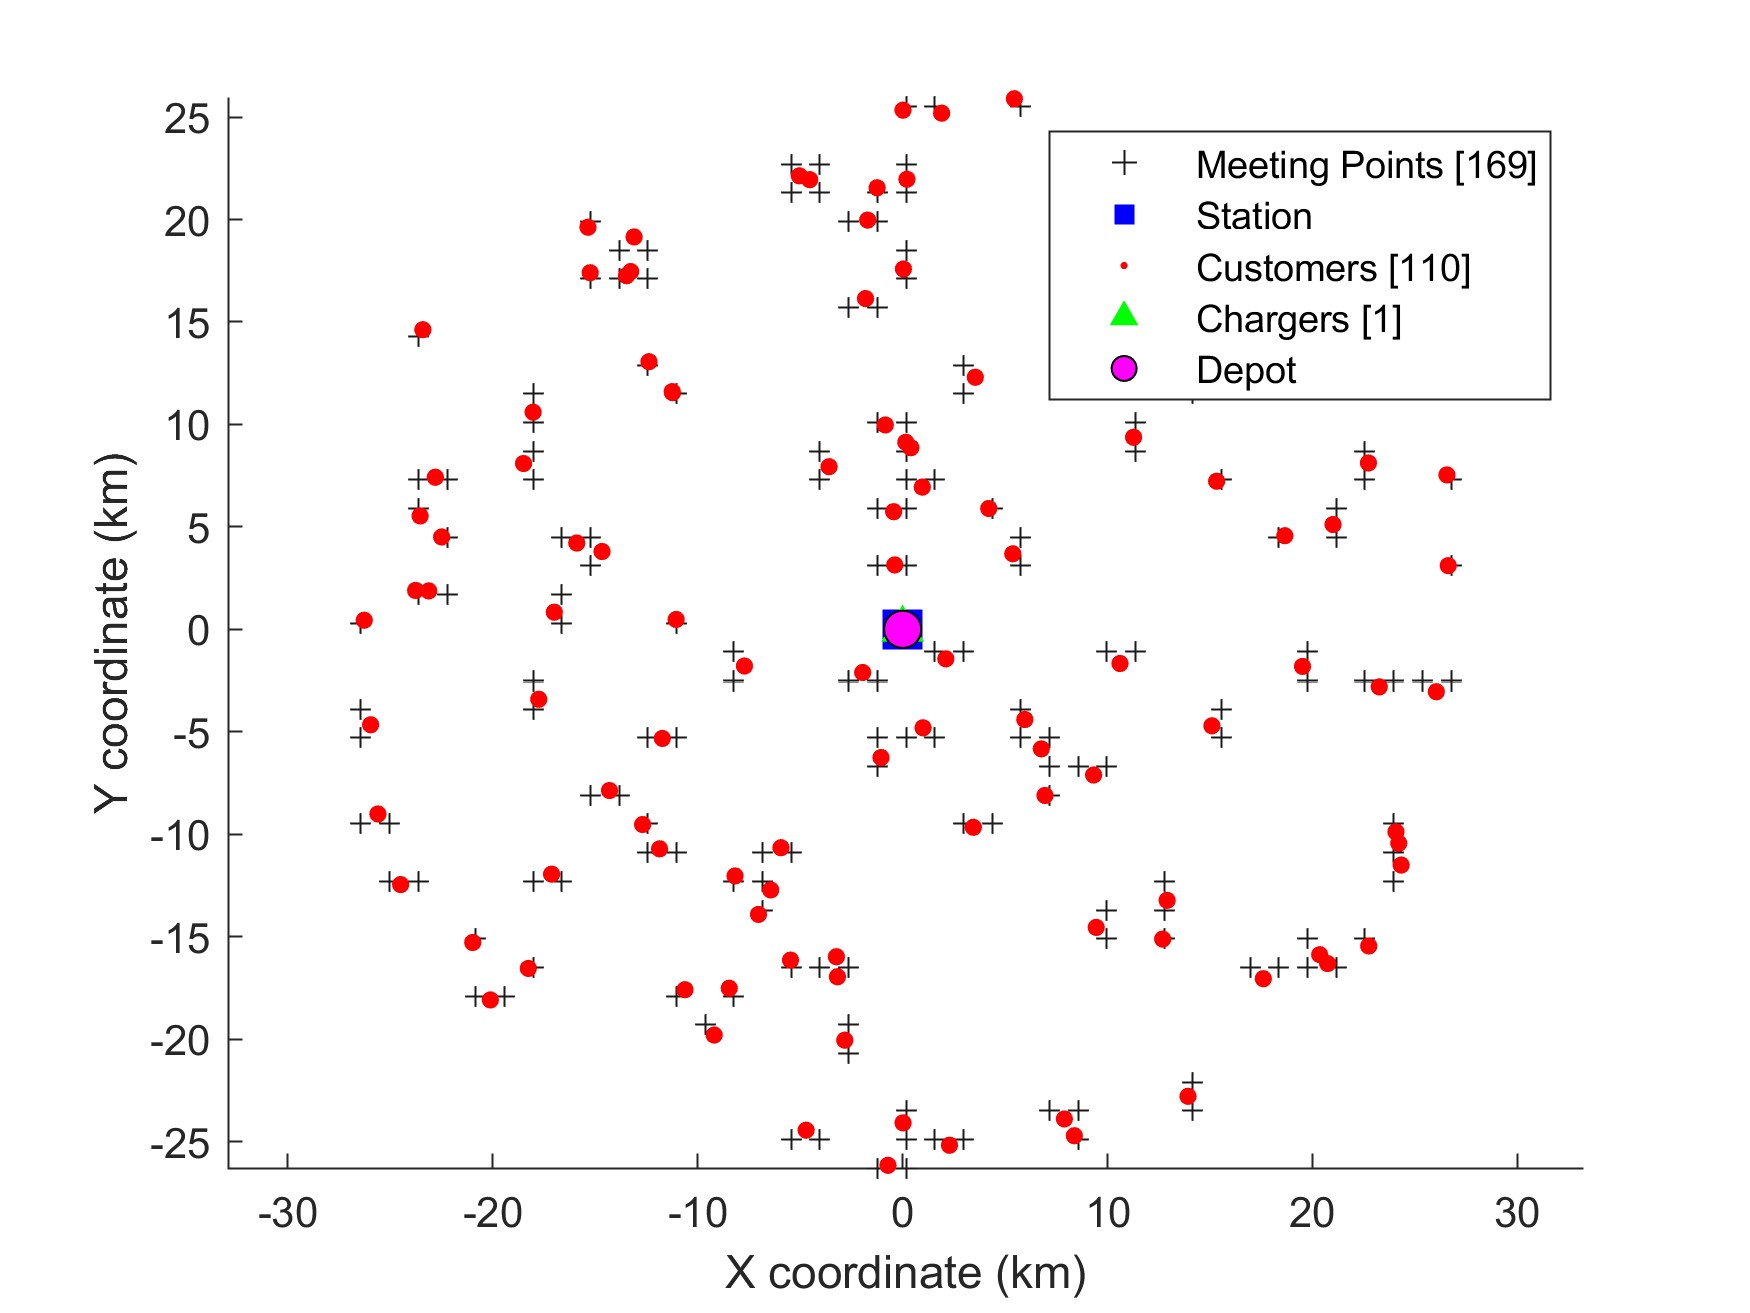 25
20
15
10
5
0
-5
-10
-15
-20
-25
Y coordinate (km)
Meeting Points [169]
Station
Customers [110]
Chargers [1]
Depot
-30 -20 -10 0 10 20 30
X coordinate (km)